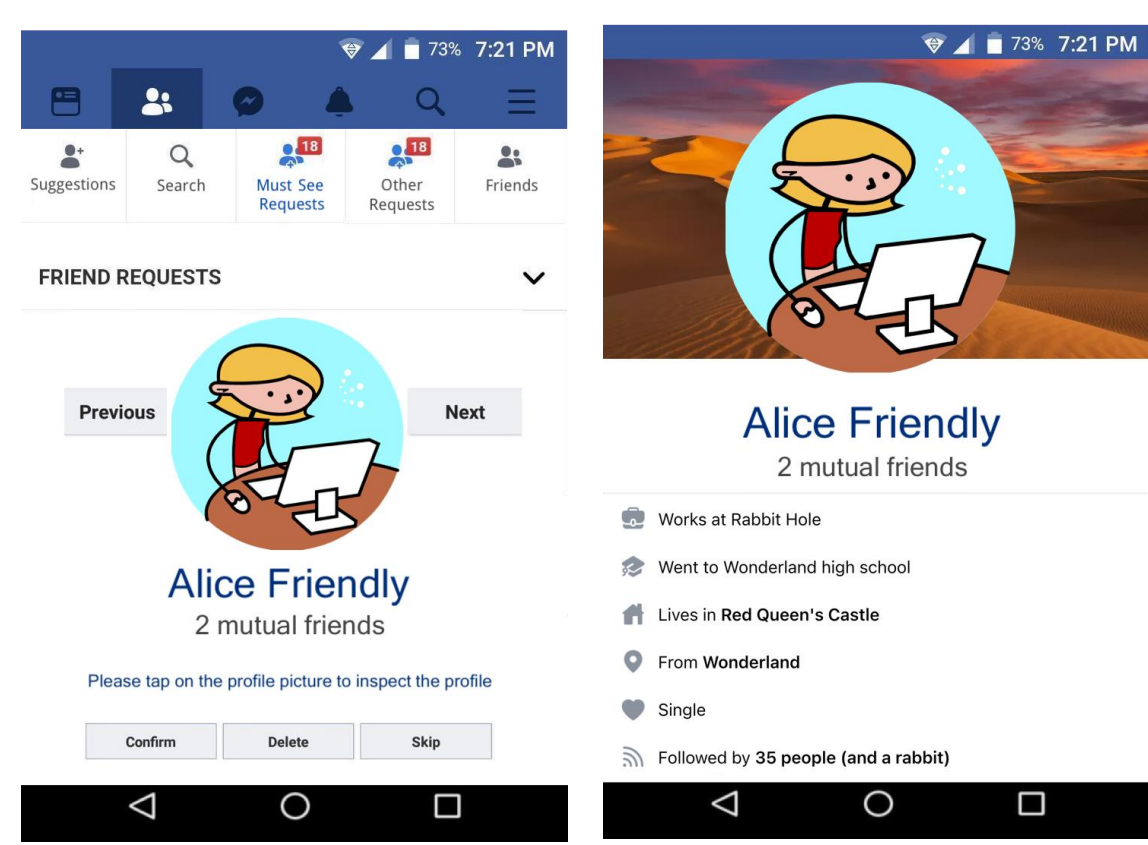 73% 7:21 PM
18
18
Suggestions
Search
Must See
Requests
Other
Requests
Friends
FRIEND REQUESTS
Previous
Next
Alice Friendly
2 mutual friends
Please tap on the profile picture to inspect the profile
Confirm
Delete
Skip
73% 7:21 PM
Alice Friendly
2 mutual friends
Works at Rabbit Hole
Went to Wonderland high school
Lives in Red Queen's Castle
From Wonderland
Single
Followed by 35 people (and a rabbit)